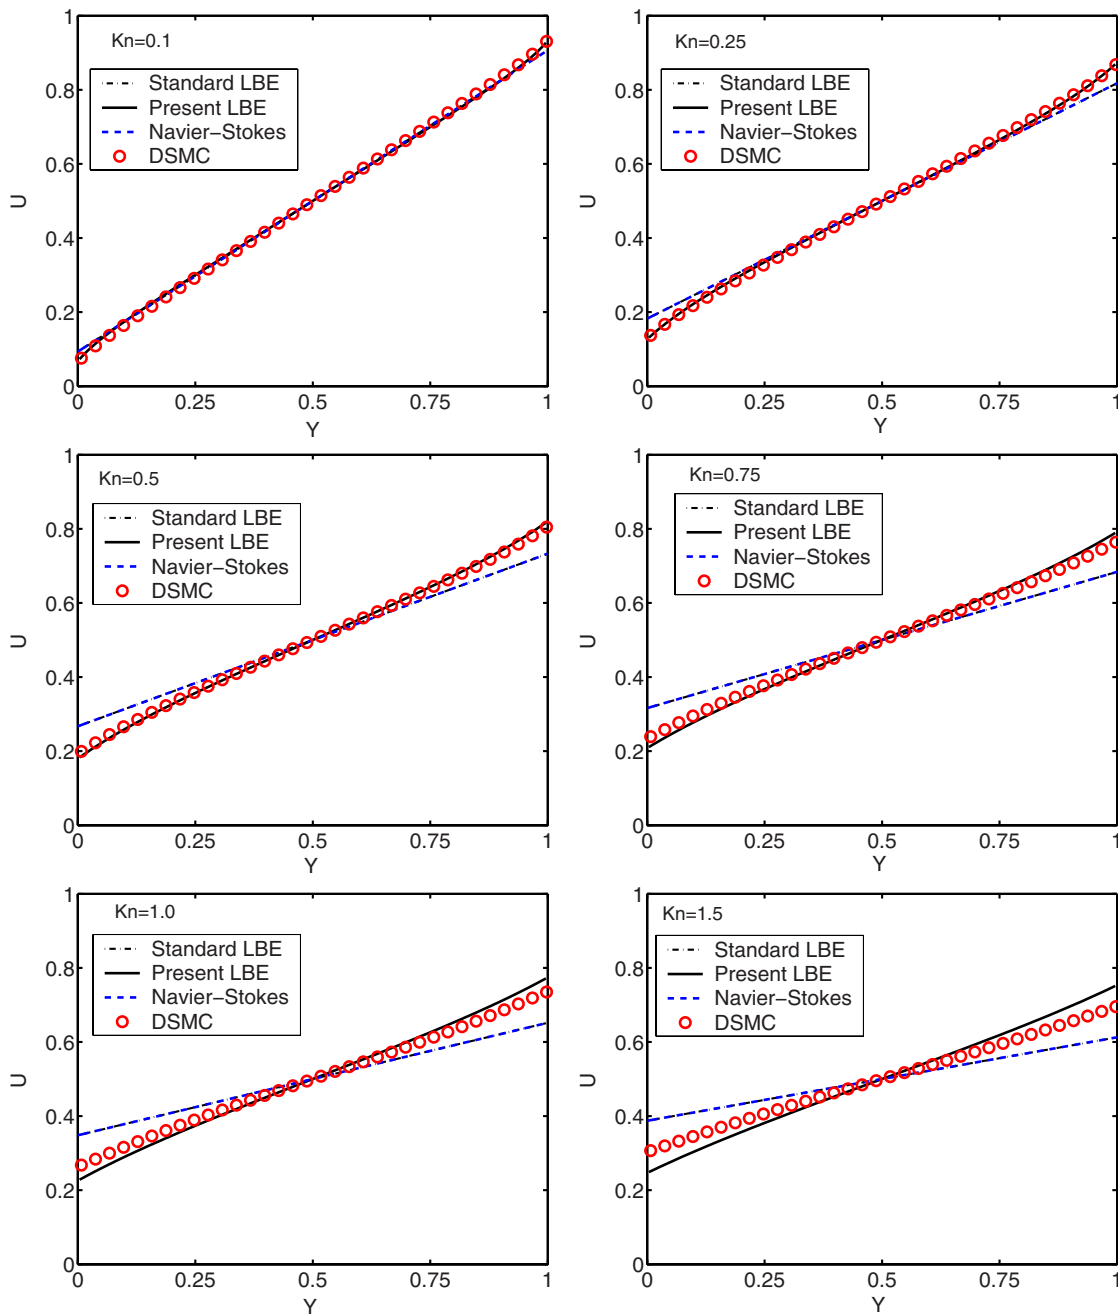 Kn=0.1
Standard LBE
Present LBE
Navier-Stokes
DSMC
1
0.8
0.6
0.4
0.2
0
U
0 0.25 0.5 0.75 1
Y
Kn=0.25
Standard LBE
Present LBE
Navier-Stokes
DSMC
1
0.8
0.6
0.4
0.2
0
U
0 0.25 0.5 0.75 1
Y
Kn=0.5
Standard LBE
Present LBE
Navier-Stokes
DSMC
1
0.8
0.6
0.4
0.2
0
U
0 0.25 0.5 0.75 1
Y
Kn=0.75
Standard LBE
Present LBE
Navier-Stokes
DSMC
1
0.8
0.6
0.4
0.2
0
U
0 0.25 0.5 0.75 1
Y
Kn=1.0
Standard LBE
Present LBE
Navier-Stokes
DSMC
1
0.8
0.6
0.4
0.2
0
U
0 0.25 0.5 0.75 1
Y
Kn=1.5
Standard LBE
Present LBE
Navier-Stokes
DSMC
1
0.8
0.6
0.4
0.2
0
U
0 0.25 0.5 0.75 1
Y